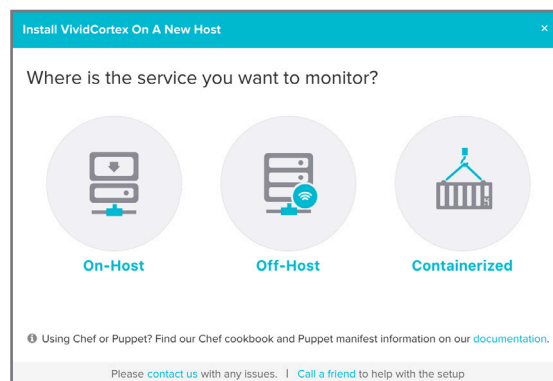 Install VividCortex On A New Host ×
Where is the service you want to monitor?
On-Host Off-Host Containerized
Using Chef or Puppet? Find our Chef cookbook and Puppet manifest information on our documentation.
Please contact us with any issues. | Call a friend to help with the setup